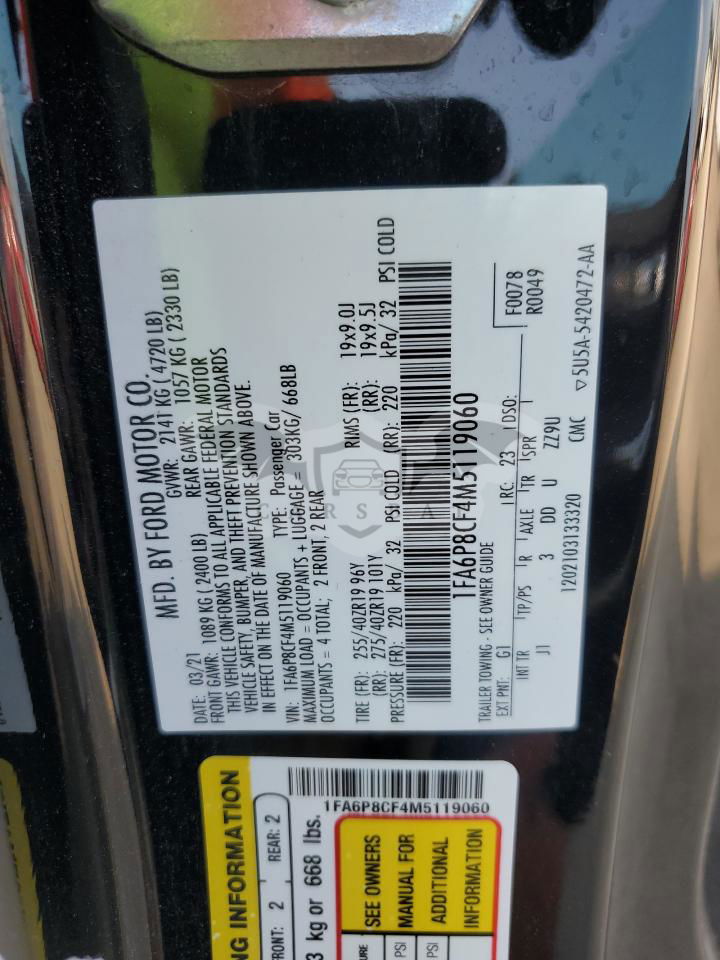 MFD. BY FORD MOTOR CO.
DATE: 03/21 GVWR: 2141 KG ( 4720 LB)
FRONT GAWR: 1089 KG ( 2400 LB) REAR GAWR: 1057 KG ( 2330 LB)
THIS VEHICLE CONFORMS TO ALL APPLICABLE FEDERAL MOTOR
VEHICLE SAFETY, BUMPER, AND THEFT PREVENTION STANDARDS
IN EFFECT ON THE DATE OF MANUFACTURE SHOWN ABOVE.
VIN: 1FA6P8CF4M5119060 TYPE: Passenger Car
MAXIMUM LOAD = OCCUPANTS + LUGGAGE = 303KG/ 668LB
OCCUPANTS = 4 TOTAL; 2 FRONT, 2 REAR
TIRE (FR): 255/40ZR19 96Y RIMS (FR): 19x9.0J
(RR): 275/40ZR19 101Y (RR): 19x9.5J
PRESSURE (FR): 220 kPa/ 32 PSI COLD (RR): 220 kPa/ 32 PSI COLD
1FA6P8CF4M5119060
TRAILER TOWING - SEE OWNER GUIDE
EXT PNT: G1 RC: 23 DSO:
INT TR TP/PS R AXLE TR SPR
J1 3 DD U ZZ9U
F0078
R0049
1202103133320 CMC
5U5A-5420472-AA
NG INFORMATION
FRONT: 2 REAR: 2
3 kg or 668 lbs.
1FA6P8CF4M5119060
SEE OWNERS
MANUAL FOR
ADDITIONAL
INFORMATION
PSI
PSI